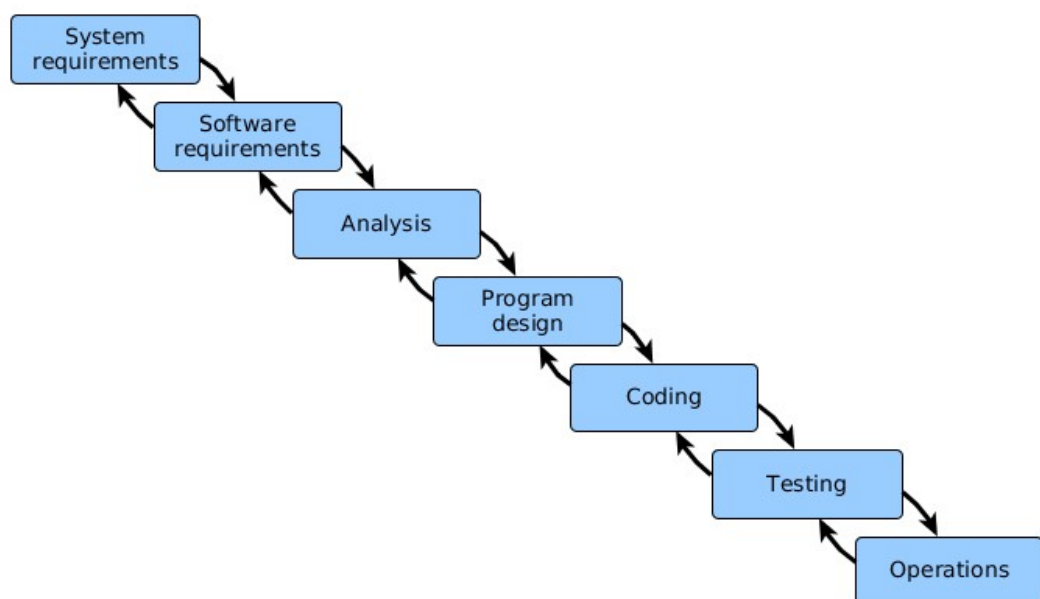 System
requirements
Software
requirements
Analysis
Program
design
Coding
Testing
Operations